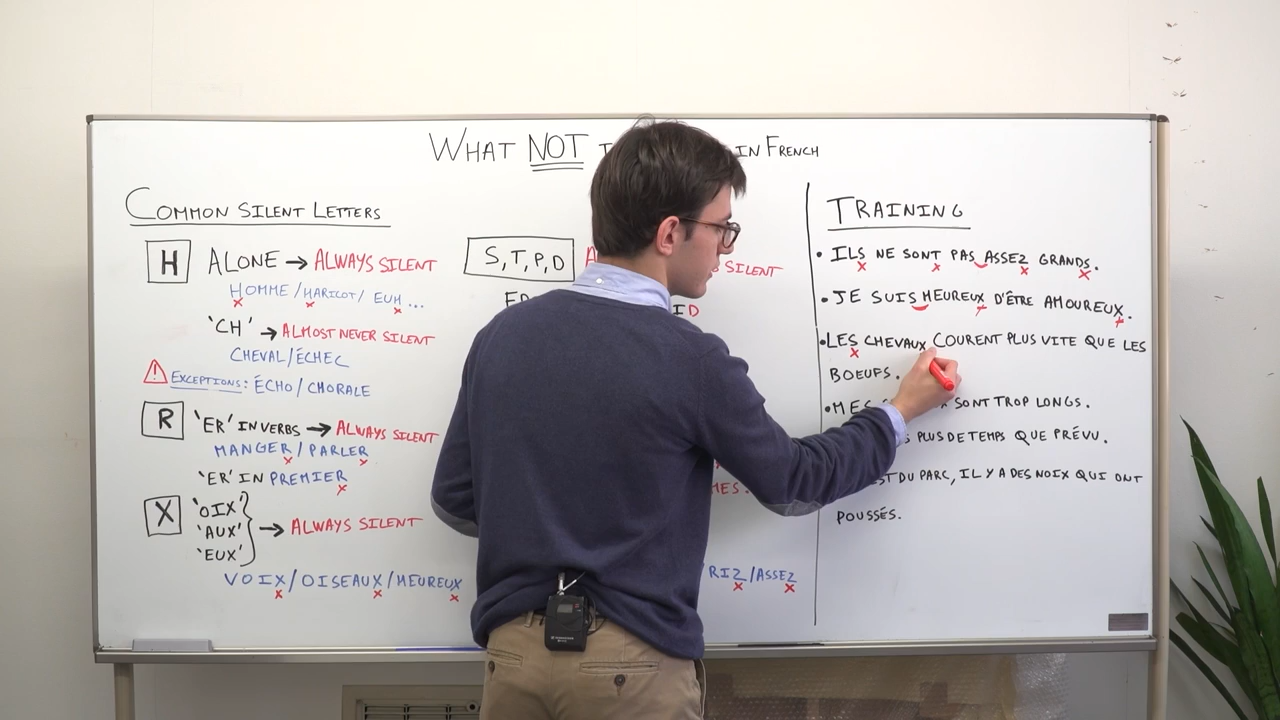 WHAT NOT IN FRENCH
COMMON SILENT LETTERS
H ALONE → ALWAYS SILENT
HOMME / HARICOT / EUH ...
'CH' → ALMOST NEVER SILENT
CHEVAL / ÉCHEC
EXCEPTIONS: ÉCHO / CHORALE
R 'ER' IN VERBS → ALWAYS SILENT
MANGER / PARLER
'ER' IN PREMIER
X 'OIX'
'AUX' → ALWAYS SILENT
'EUX'
VOIX / OISEAUX / HEUREUX
S, T, P, D SILENT
D
RIZ / ASSEZ
TRAINING
• ILS NE SONT PAS ASSEZ GRANDS.
• JE SUIS HEUREUX D'ÊTRE AMOUREUX.
• LES CHEVAUX COURENT PLUS VITE QUE LES
BOEUFS.
• MES SONT TROP LONGS.
PLUS DE TEMPS QUE PRÉVU.
DU PARC, IL Y A DES NOIX QUI ONT
POUSSÉS.